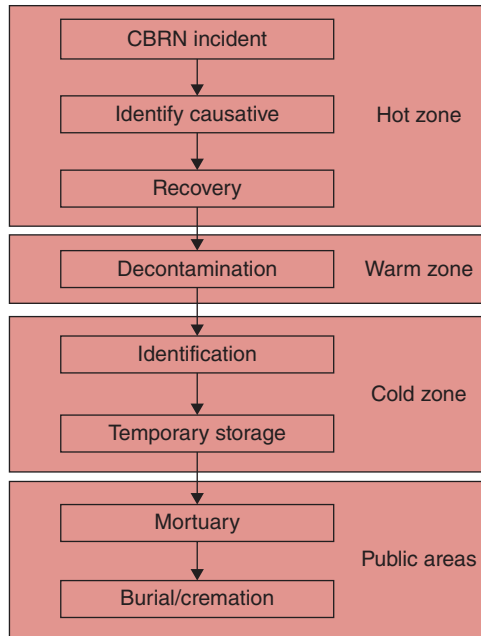 CBRN incident
Identify causative
Hot zone
Recovery
Decontamination
Warm zone
Identification
Cold zone
Temporary storage
Mortuary
Public areas
Burial/cremation